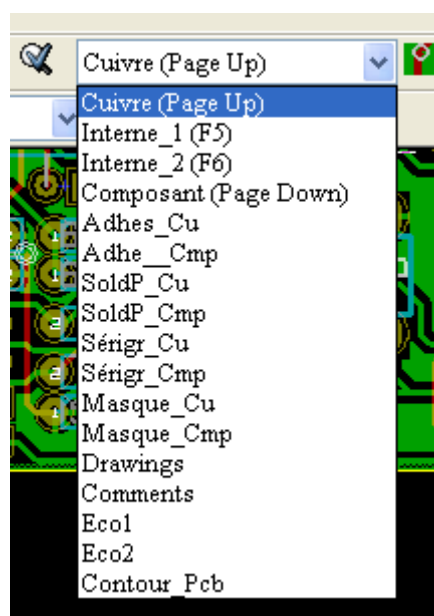 Cuivre (Page Up)
Cuivre (Page Up)
Interne_1 (F5)
Interne_2 (F6)
Composant (Page Down)
Adhes_Cu
Adhe__Cmp
SoldP_Cu
SoldP_Cmp
Sérigr_Cu
Sérigr_Cmp
Masque_Cu
Masque_Cmp
Drawings
Comments
Eco1
Eco2
Contour_Pcb